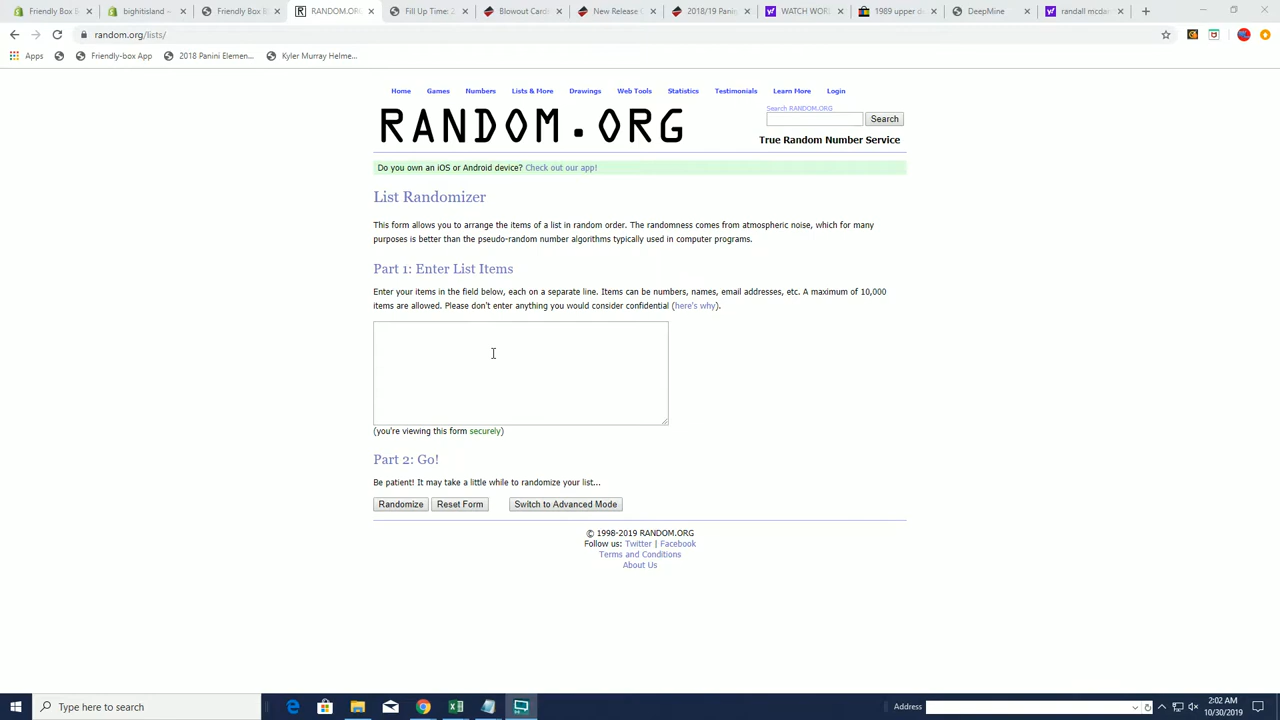 Friendly Box B
bighitisland –
Friendly Box B
RANDOM.OR
Fill Up Time: 2
Blowout Cards
New Release C
2018/19 Panin
WATCH WOR
1989 upper d
DeepMine
randall mcdan
random.org/lists/
Apps Friendly-box App 2018 Panini Elemen... Kyler Murray Helme...
Home Games Numbers Lists & More Drawings Web Tools Statistics Testimonials Learn More Login
RANDOM.ORG
Search RANDOM.ORG
Search
True Random Number Service
Do you own an iOS or Android device? Check out our app!
List Randomizer
This form allows you to arrange the items of a list in random order. The randomness comes from atmospheric noise, which for many
purposes is better than the pseudo-random number algorithms typically used in computer programs.
Part 1: Enter List Items
Enter your items in the field below, each on a separate line. Items can be numbers, names, email addresses, etc. A maximum of 10,000
items are allowed. Please don't enter anything you would consider confidential (here's why).
(you're viewing this form securely)
Part 2: Go!
Be patient! It may take a little while to randomize your list...
Randomize Reset Form Switch to Advanced Mode
© 1998-2019 RANDOM.ORG
Follow us: Twitter | Facebook
Terms and Conditions
About Us
Type here to search
Address
2:02 AM
10/30/2019